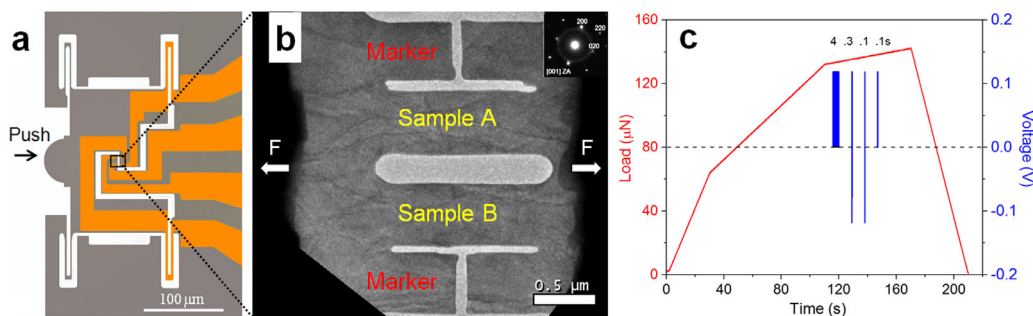 a
Push
100 μm
b
Marker
200
220
020
[001] ZA
Sample A
F
F
Sample B
Marker
0.5 μm
c
4 .3 .1 .1s
Load (μN)
160
120
80
40
0
0 40 80 120 160 200
Time (s)
0.2
0.1
0.0
-0.1
-0.2
Voltage (V)